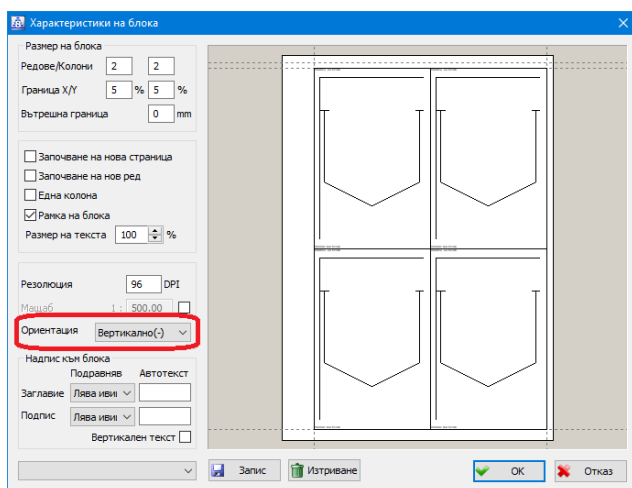 Характеристики на блока
Размер на блока
Редове/Колони 2 2
Граница X/Y 5 % 5 %
Вътрешна граница 0 mm
Започване на нова страница
Започване на нов ред
Една колона
Рамка на блока
Размер на текста 100 %
Резолюция 96 DPI
Мащаб 1 : 500.00
Ориентация Вертикално(-)
Надпис към блока
Подравняв Автотекст
Заглавие Лява иви
Подпис Лява иви
Вертикален текст
Запис Изтриване OK Отказ